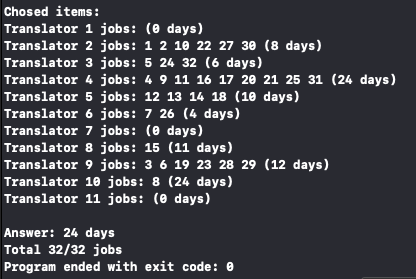 Chosed items:
Translator 1 jobs: (0 days)
Translator 2 jobs: 1 2 10 22 27 30 (8 days)
Translator 3 jobs: 5 24 32 (6 days)
Translator 4 jobs: 4 9 11 16 17 20 21 25 31 (24 days)
Translator 5 jobs: 12 13 14 18 (10 days)
Translator 6 jobs: 7 26 (4 days)
Translator 7 jobs: (0 days)
Translator 8 jobs: 15 (11 days)
Translator 9 jobs: 3 6 19 23 28 29 (12 days)
Translator 10 jobs: 8 (24 days)
Translator 11 jobs: (0 days)
Answer: 24 days
Total 32/32 jobs
Program ended with exit code: 0